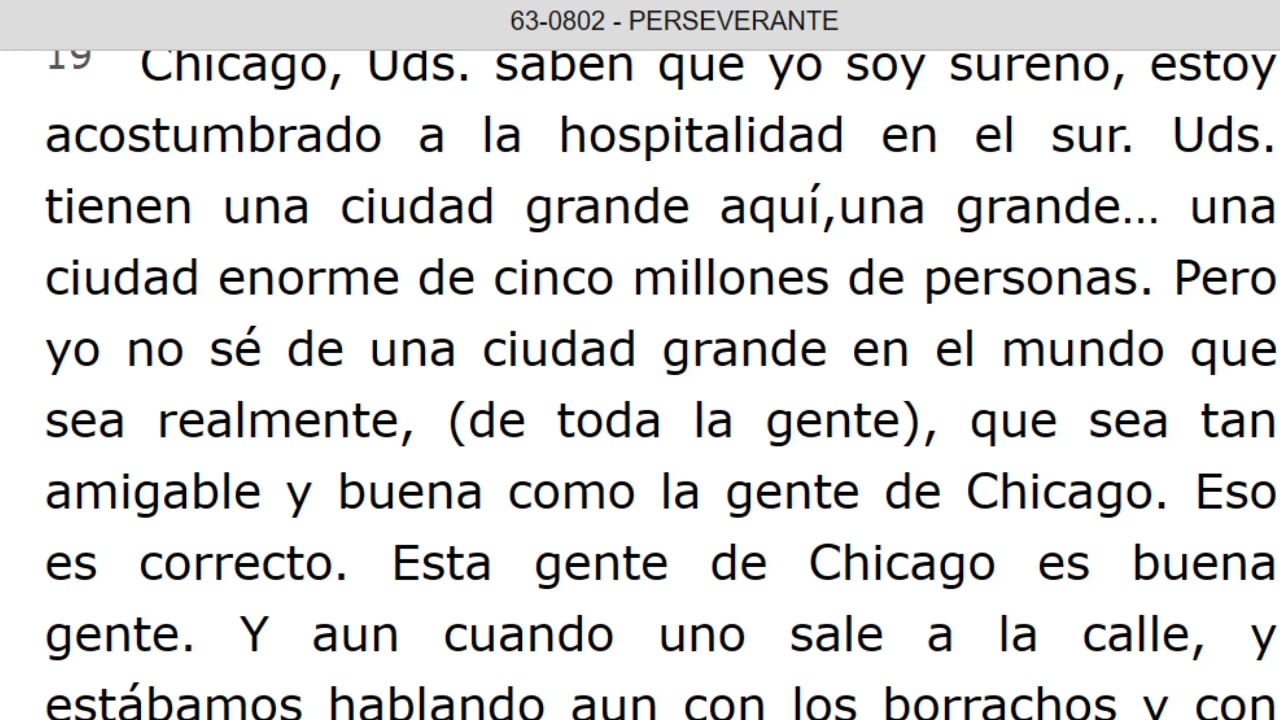 63-0802 - PERSEVERANTE
19 Chicago, Uds. saben que yo soy sureño, estoy
acostumbrado a la hospitalidad en el sur. Uds.
tienen una ciudad grande aquí,una grande… una
ciudad enorme de cinco millones de personas. Pero
yo no sé de una ciudad grande en el mundo que
sea realmente, (de toda la gente), que sea tan
amigable y buena como la gente de Chicago. Eso
es correcto. Esta gente de Chicago es buena
gente. Y aun cuando uno sale a la calle, y
estábamos hablando aun con los borrachos y con